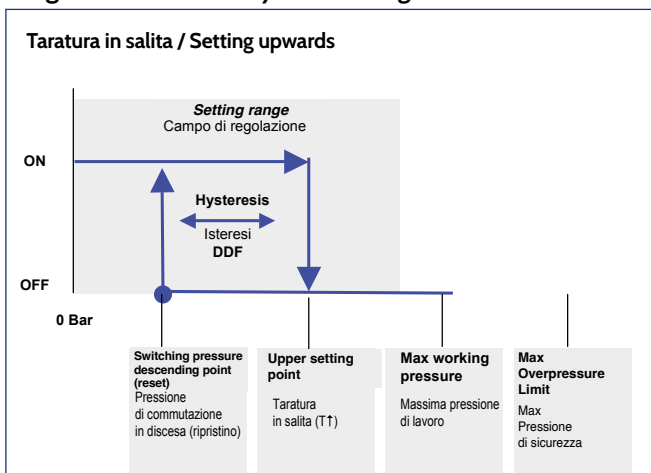 Taratura in salita / Setting upwards
Setting range
Campo di regolazione
ON
Hysteresis
Isteresi
DDF
OFF
0 Bar
Switching pressure
descending point
(reset)
Pressione
di commutazione
in discesa (ripristino)
Upper setting
point
Taratura
in salita (T↑)
Max working
pressure
Massima pressione
di lavoro
Max
Overpressure
Limit
Max
Pressione
di sicurezza